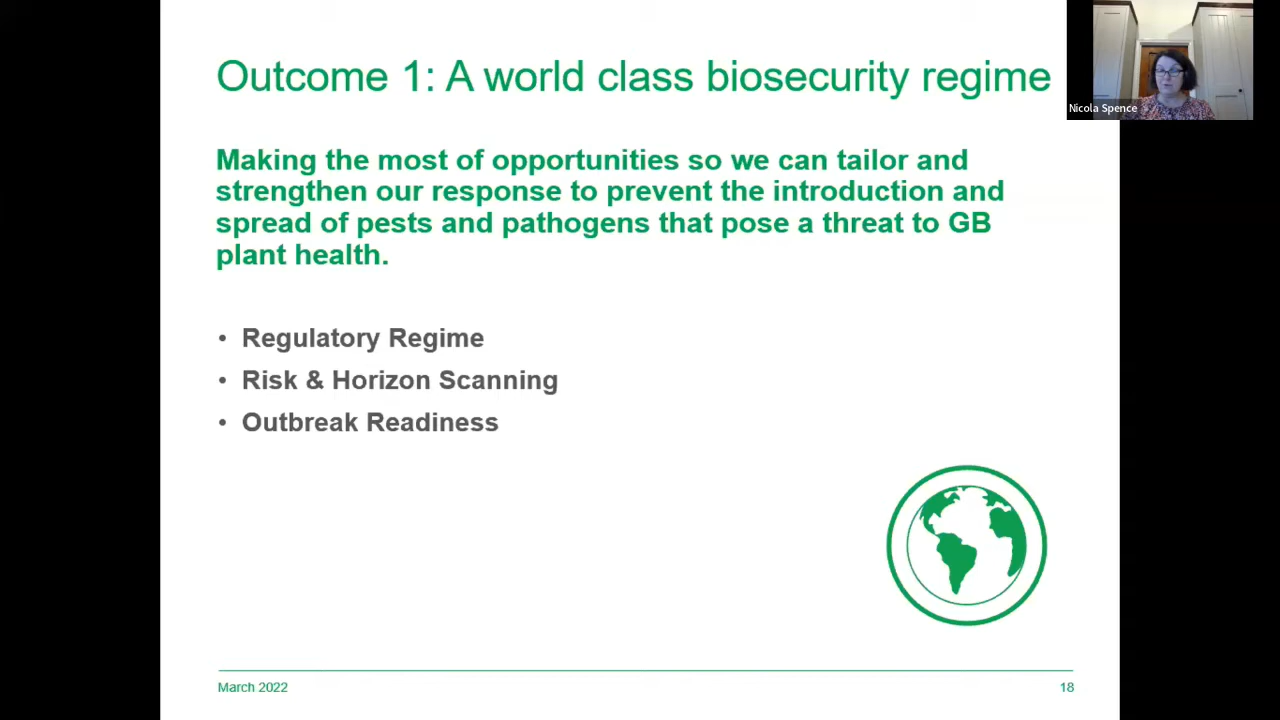 Outcome 1: A world class biosecurity regime
Nicola Spence
Making the most of opportunities so we can tailor and
strengthen our response to prevent the introduction and
spread of pests and pathogens that pose a threat to GB
plant health.
• Regulatory Regime
• Risk & Horizon Scanning
• Outbreak Readiness
March 2022
18